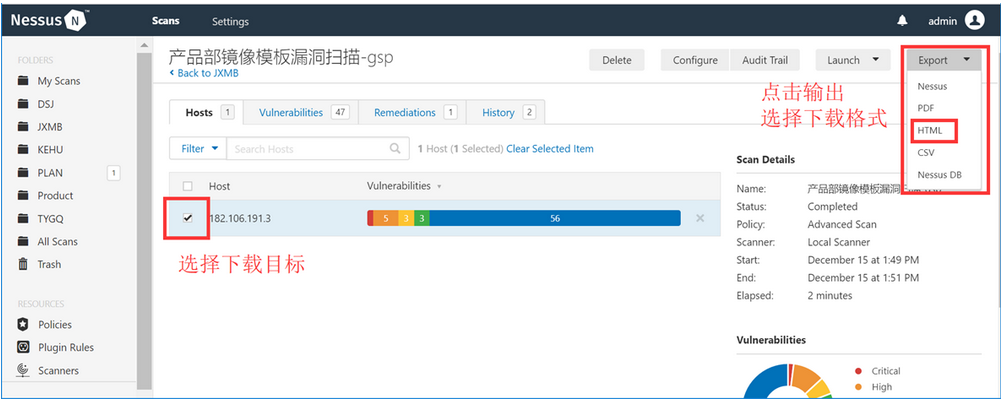 Nessus N ™
Scans
Settings
admin
FOLDERS
My Scans
DSJ
JXMB
KEHU
PLAN 1
Product
TYGQ
All Scans
Trash
RESOURCES
Policies
Plugin Rules
Scanners
产品部镜像模板漏洞扫描-gsp
Back to JXMB
Delete
Configure
Audit Trail
Launch
Export
Nessus
PDF
HTML
CSV
Nessus DB
点击输出
选择下载格式
Hosts 1
Vulnerabilities 47
Remediations 1
History 2
Filter
Search Hosts
1 Host (1 Selected) Clear Selected Item
Host
Vulnerabilities
182.106.191.3
5 3 3 56
选择下载目标
Scan Details
Name: 产品部镜像模板漏洞
Status: Completed
Policy: Advanced Scan
Scanner: Local Scanner
Start: December 15 at 1:49 PM
End: December 15 at 1:51 PM
Elapsed: 2 minutes
Vulnerabilities
Critical
High